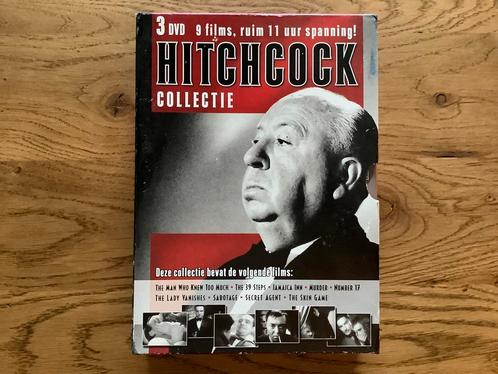 3 DVD 9 films, ruim 11 uur spanning!
HITCHCOCK
COLLECTIE
Deze collectie bevat de volgende films:
THE MAN WHO KNEW TOO MUCH • THE 39 STEPS • JAMAICA INN • MURDER • NUMBER 17
THE LADY VANISHES • SABOTAGE • SECRET AGENT • THE SKIN GAME